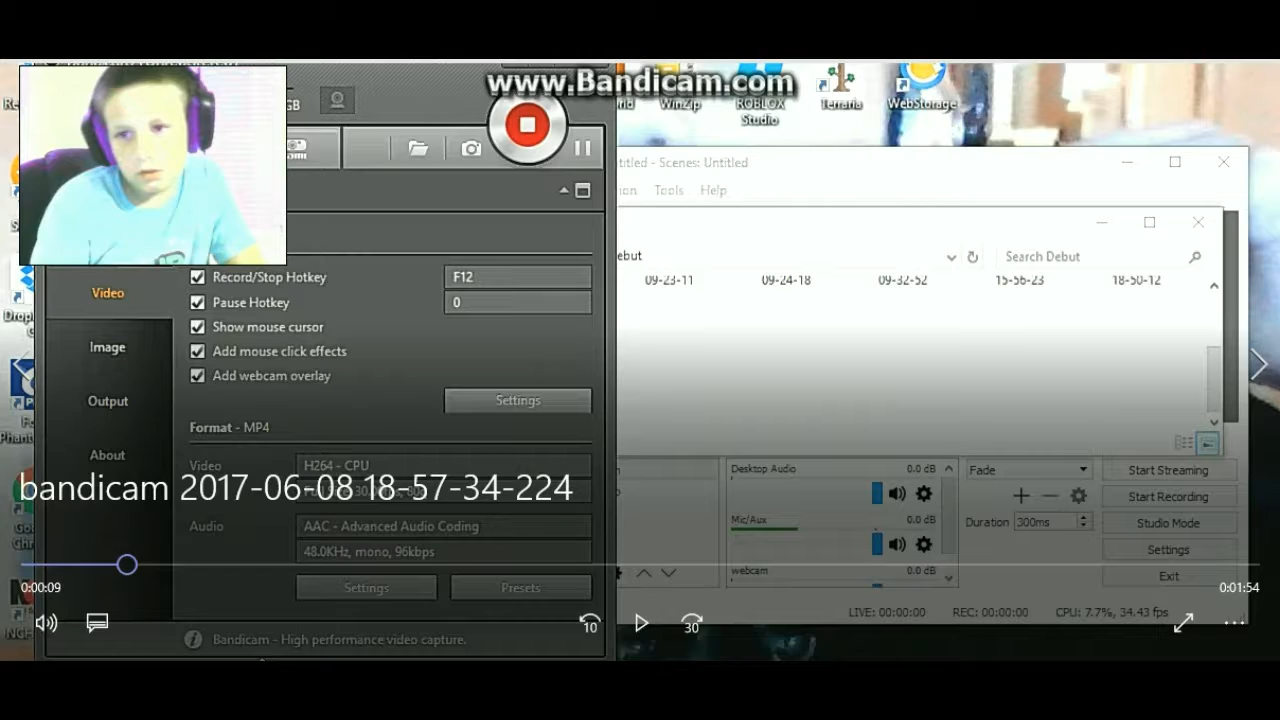 www.Bandicam.com
GB
WinZip
ROBLOX
Studio
Terraria
WebStorage
titled - Scenes: Untitled
Tools
Help
ebut
Search Debut
09-23-11
09-24-18
09-32-52
15-56-23
18-50-12
Video
Record/Stop Hotkey
F12
Pause Hotkey
0
Show mouse cursor
Add mouse click effects
Add webcam overlay
Settings
Image
Output
About
Format - MP4
Video
H264 - CPU
bandicam 2017-06-08 18-57-34-224
Audio
AAC - Advanced Audio Coding
48.0KHz, mono, 96kbps
Settings
Presets
Bandicam - High performance video capture.
Desktop Audio
0.0 dB
Mic/Aux
0.0 dB
webcam
0.0 dB
Fade
Duration
300ms
Start Streaming
Start Recording
Studio Mode
Settings
Exit
LIVE: 00:00:00
REC: 00:00:00
CPU: 7.7%, 34.43 fps
0:00:09
0:01:54
10
30